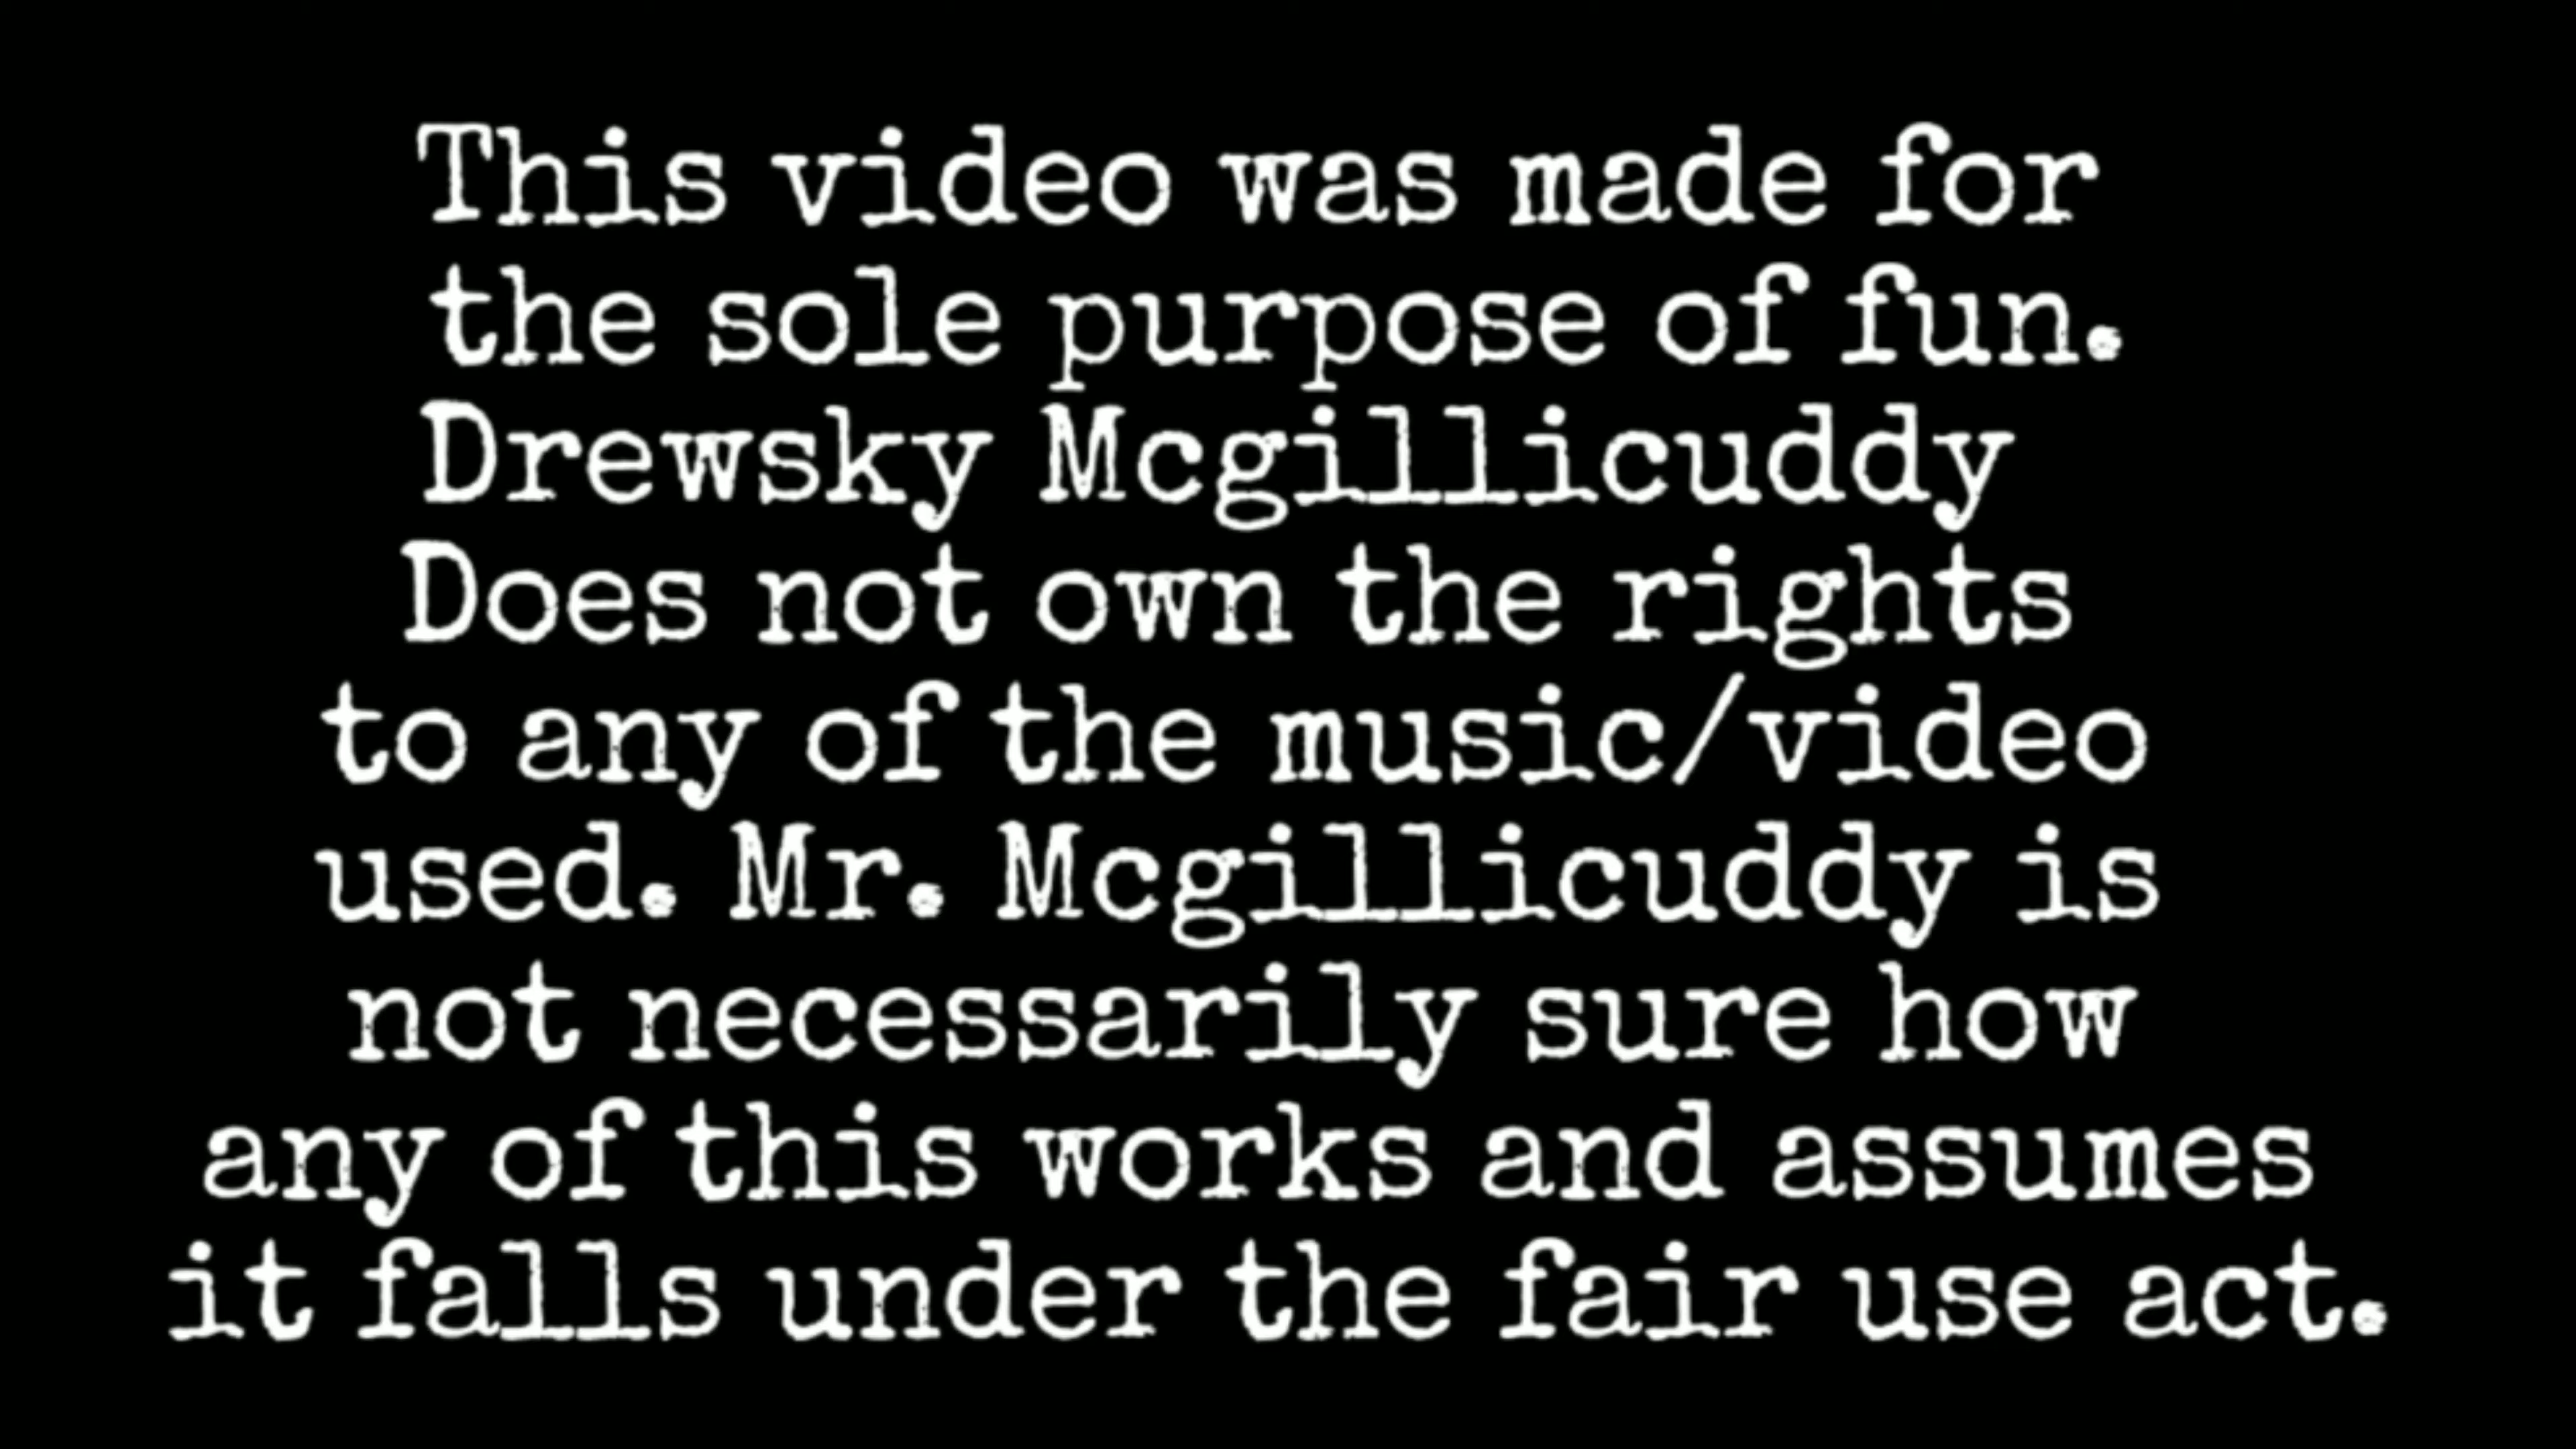 This video was made for
the sole purpose of fun.
Drewsky Mcgillicuddy
Does not own the rights
to any of the music/video
used. Mr. Mcgillicuddy is
not necessarily sure how
any of this works and assumes
it falls under the fair use act.